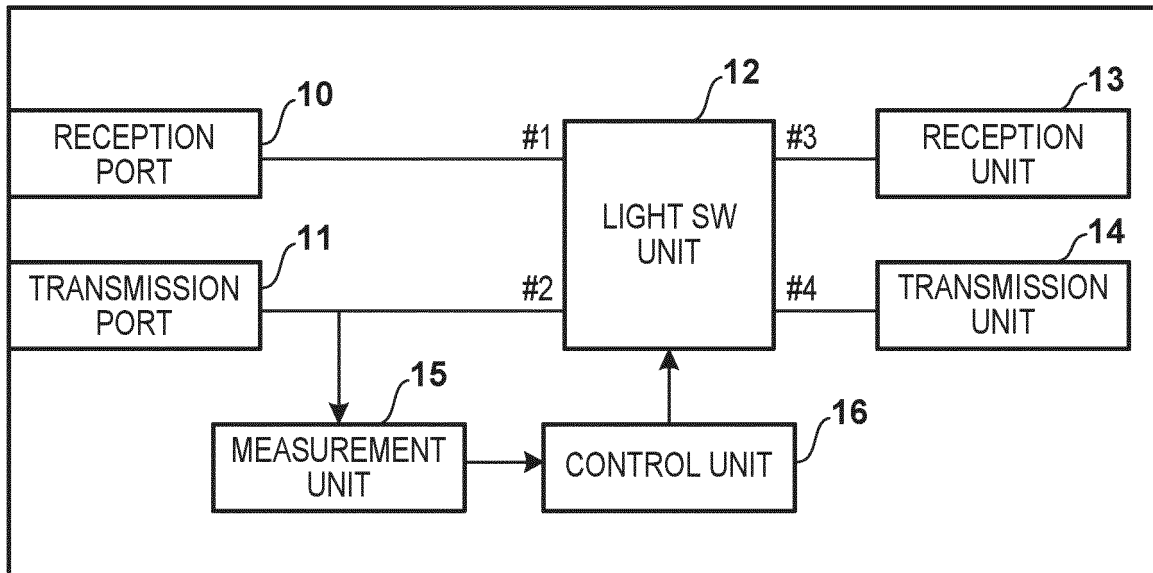 10
12
13
RECEPTION
PORT
#1
#3
RECEPTION
UNIT
LIGHT SW
UNIT
11
14
TRANSMISSION
PORT
#2
#4
TRANSMISSION
UNIT
15
16
MEASUREMENT
UNIT
CONTROL UNIT